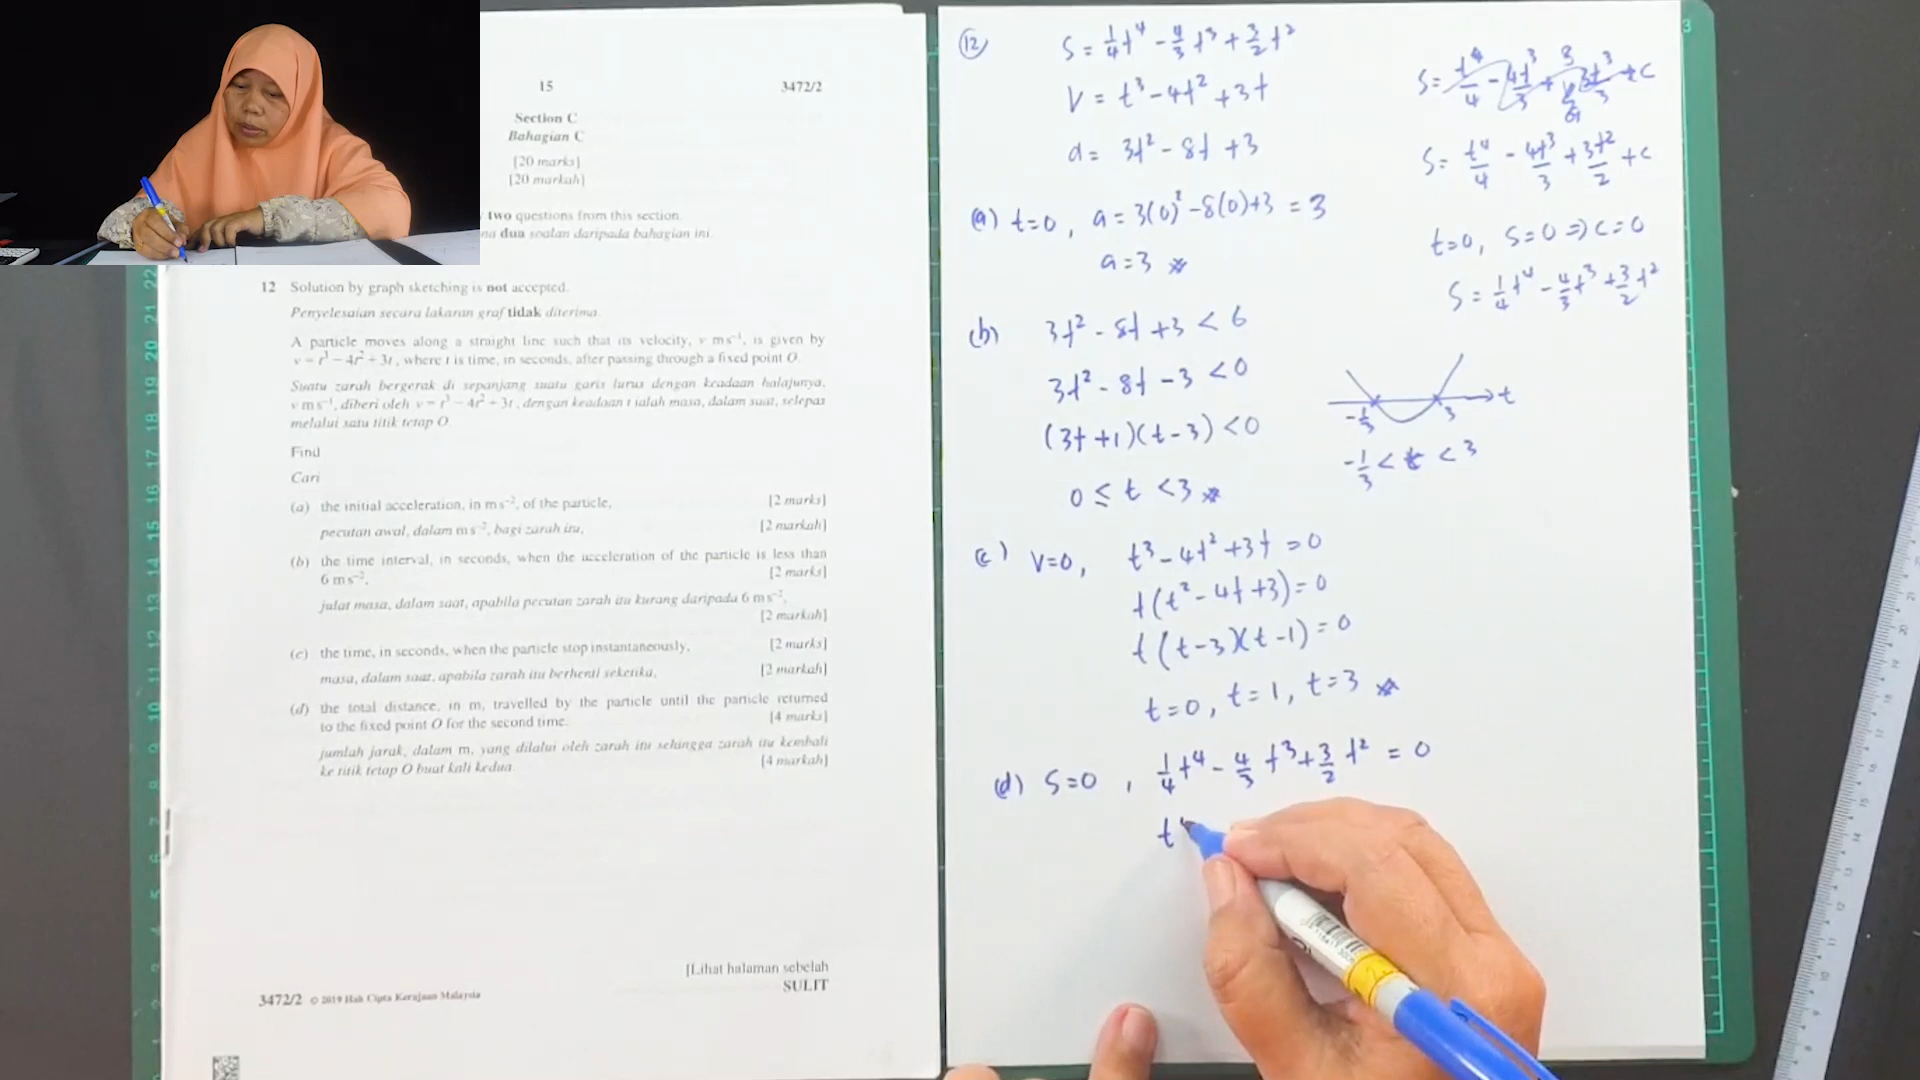 15
3472/2
Section C
Bahagian C
[20 marks]
[20 markah]
two questions from this section.
dua soalan daripada bahagian ini.
12 Solution by graph sketching is not accepted.
Penyelesaian secara lakaran graf tidak diterima.
A particle moves along a straight line such that its velocity, v m s⁻¹, is given by
v = t³ − 4t² + 3t, where t is time, in seconds, after passing through a fixed point O.
Suatu zarah bergerak di sepanjang suatu garis lurus dengan keadaan halajunya,
v m s⁻¹, diberi oleh v = t³ − 4t² + 3t, dengan keadaan t ialah masa, dalam saat, selepas
melalui satu titik tetap O.
Find
Cari
(a) the initial acceleration, in m s⁻², of the particle, [2 marks]
pecutan awal, dalam m s⁻², bagi zarah itu, [2 markah]
(b) the time interval, in seconds, when the acceleration of the particle is less than
6 m s⁻², [2 marks]
julat masa, dalam saat, apabila pecutan zarah itu kurang daripada 6 m s⁻²,
[2 markah]
(c) the time, in seconds, when the particle stop instantaneously, [2 marks]
masa, dalam saat, apabila zarah itu berhenti seketika, [2 markah]
(d) the total distance, in m, travelled by the particle until the particle returned
to the fixed point O for the second time. [4 marks]
jumlah jarak, dalam m, yang dilalui oleh zarah itu sehingga zarah itu kembali
ke titik tetap O buat kali kedua. [4 markah]
[Lihat halaman sebelah
SULIT
3472/2 © 2019 Hak Cipta Kerajaan Malaysia
12
S = 1/4 t⁴ − 4/3 t³ + 3/2 t²
V = t³ − 4t² + 3t
a = 3t² − 8t + 3
(a) t=0, a = 3(0)² − 8(0) + 3 = 3
a = 3
(b) 3t² − 8t + 3 < 6
3t² − 8t − 3 < 0
(3t + 1)(t − 3) < 0
0 ≤ t < 3
(c) V=0, t³ − 4t² + 3t = 0
t(t² − 4t + 3) = 0
t(t − 3)(t − 1) = 0
t=0, t=1, t=3
(d) S=0, 1/4 t⁴ − 4/3 t³ + 3/2 t² = 0
t
S = t⁴/4 − 4t³/3 + 3t²/2 + c
t=0, S=0 ⇒ c=0
S = 1/4 t⁴ − 4/3 t³ + 3/2 t²
−1/3 3 t
−1/3 < t < 3